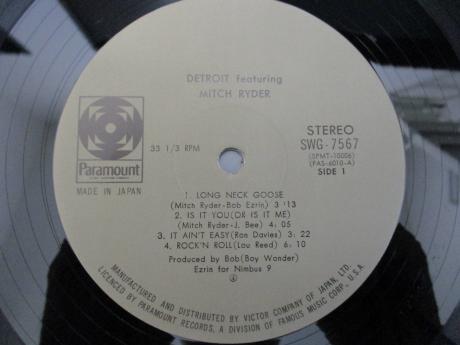 DETROIT featuring
MITCH RYDER
Paramount
MADE IN JAPAN
33 1/3 RPM
STEREO
SWG-7567
(SPMT-10006)
(PAS-6010-A)
SIDE 1
1. LONG NECK GOOSE
(Mitch Ryder-Bob Ezrin) 3:13
2. IS IT YOU(OR IS IT ME)
(Mitch Ryder-J. Bee) 4:05
3. IT AIN'T EASY(Ron Davies) 3:22
4. ROCK'N ROLL(Lou Reed) 6:10
Produced by Bob(Boy Wonder)
Ezrin for Nimbus 9
MANUFACTURED AND DISTRIBUTED BY VICTOR COMPANY OF JAPAN, LTD.
LICENCED BY PARAMOUNT RECORDS, A DIVISION OF FAMOUS MUSIC CORP., U.S.A.